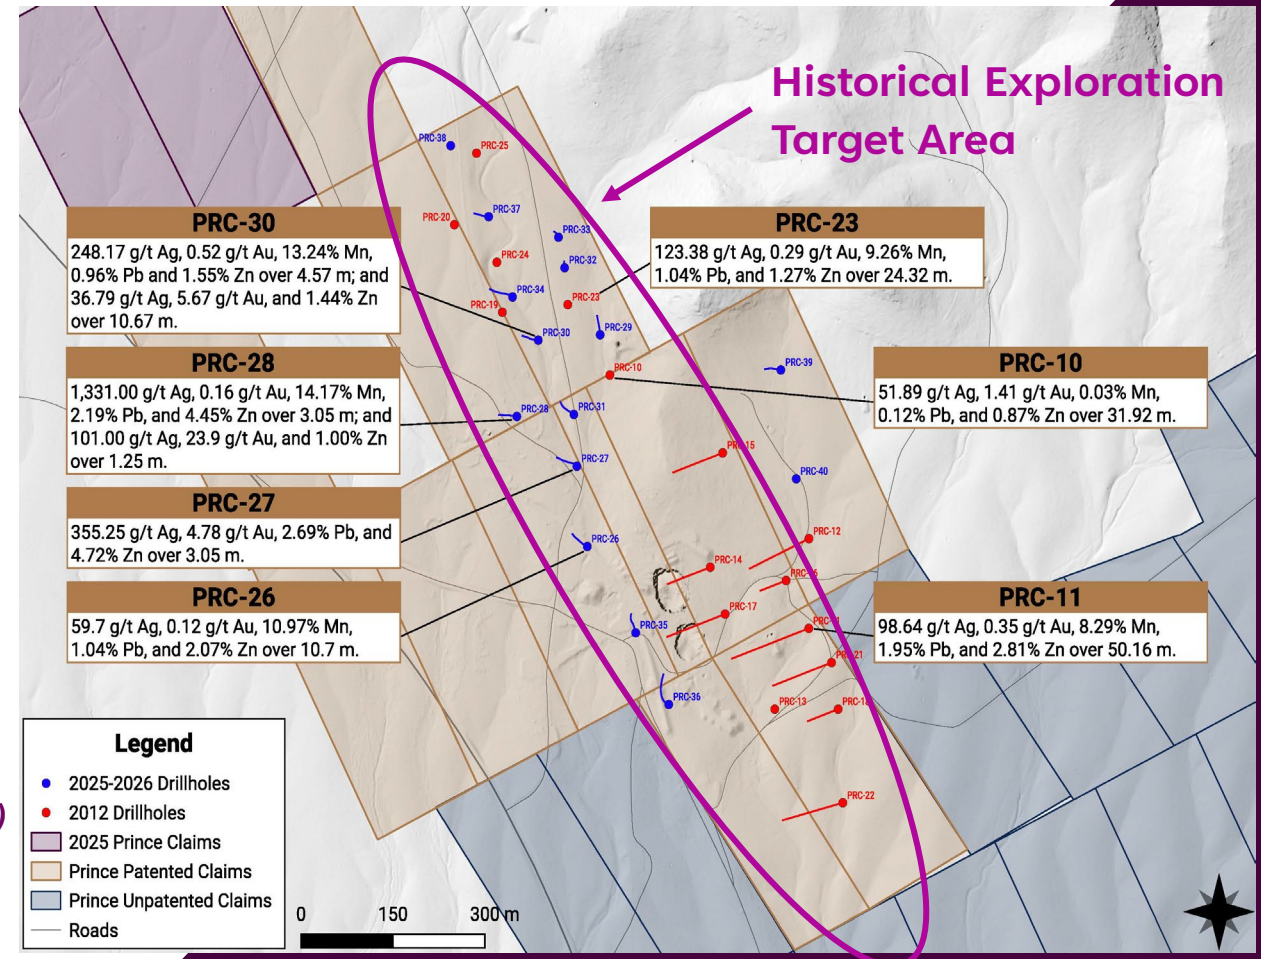 Historical Exploration
Target Area
PRC-38
PRC-25
PRC-37
PRC-20
PRC-33
PRC-24
PRC-32
PRC-34
PRC-23
PRC-19
PRC-30
PRC-29
PRC-10
PRC-39
PRC-28
PRC-31
PRC-15
PRC-27
PRC-40
PRC-26
PRC-12
PRC-14
PRC-17
PRC-35
PRC-21
PRC-36
PRC-13
PRC-22
PRC-30
248.17 g/t Ag, 0.52 g/t Au, 13.24% Mn,
0.96% Pb and 1.55% Zn over 4.57 m; and
36.79 g/t Ag, 5.67 g/t Au, and 1.44% Zn
over 10.67 m.
PRC-28
1,331.00 g/t Ag, 0.16 g/t Au, 14.17% Mn,
2.19% Pb, and 4.45% Zn over 3.05 m; and
101.00 g/t Ag, 23.9 g/t Au, and 1.00% Zn
over 1.25 m.
PRC-27
355.25 g/t Ag, 4.78 g/t Au, 2.69% Pb, and
4.72% Zn over 3.05 m.
PRC-26
59.7 g/t Ag, 0.12 g/t Au, 10.97% Mn,
1.04% Pb, and 2.07% Zn over 10.7 m.
PRC-23
123.38 g/t Ag, 0.29 g/t Au, 9.26% Mn,
1.04% Pb, and 1.27% Zn over 24.32 m.
PRC-10
51.89 g/t Ag, 1.41 g/t Au, 0.03% Mn,
0.12% Pb, and 0.87% Zn over 31.92 m.
PRC-11
98.64 g/t Ag, 0.35 g/t Au, 8.29% Mn,
1.95% Pb, and 2.81% Zn over 50.16 m.
Legend
2025-2026 Drillholes
2012 Drillholes
2025 Prince Claims
Prince Patented Claims
Prince Unpatented Claims
Roads
0 150 300 m
)